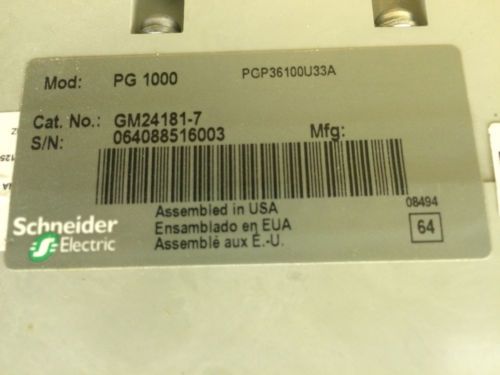 Mod: PG 1000 PGP36100U33A
Cat. No.: GM24181-7
S/N: 064088516003 Mfg:
Assembled in USA
Ensamblado en EUA
Assemblé aux É.-U.
08494
64
Schneider
Electric